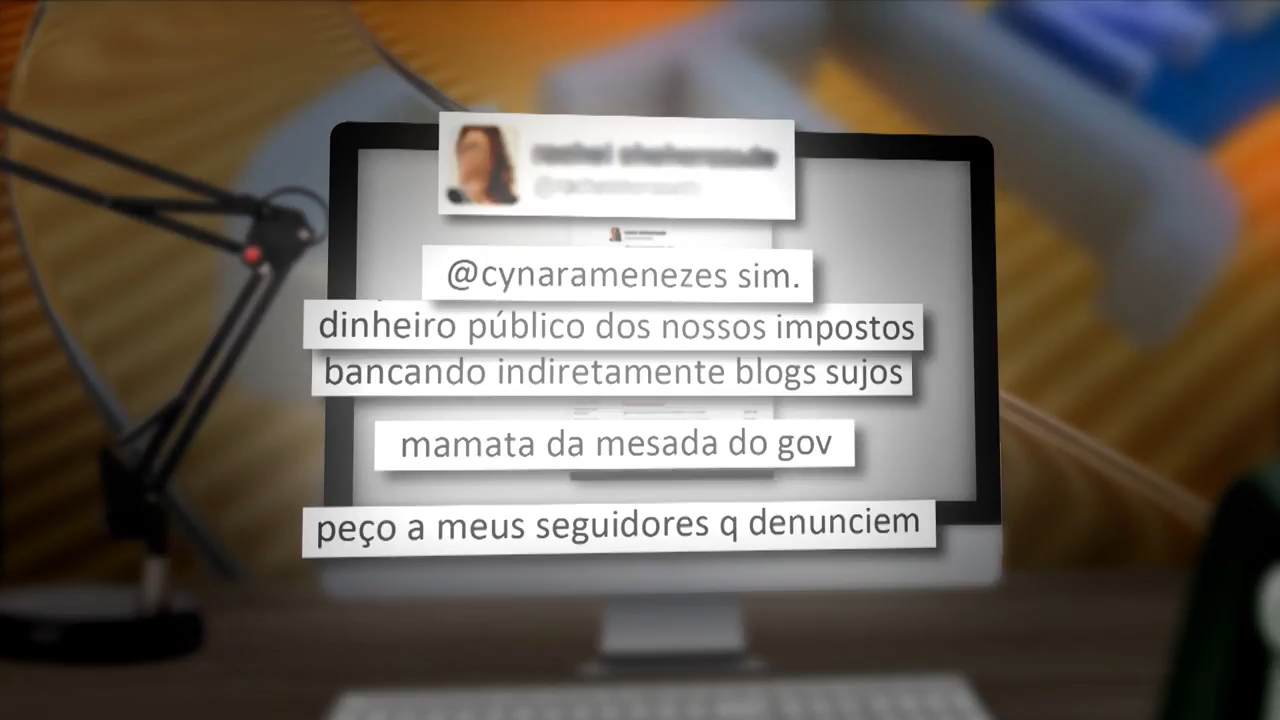 @cynaramenezes sim.
dinheiro público dos nossos impostos
bancando indiretamente blogs sujos
mamata da mesada do gov
peço a meus seguidores q denunciem